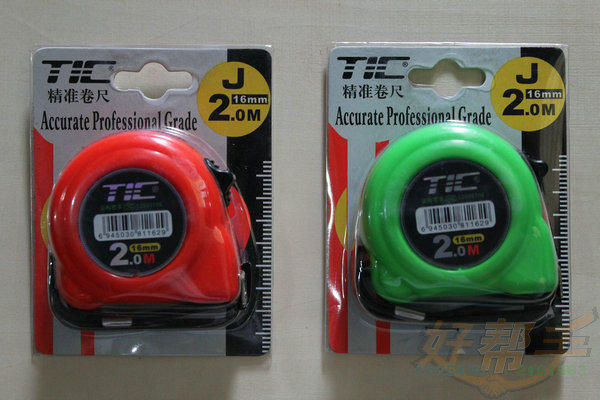 TIC®
精准卷尺
Accurate Professional Grade
J
16mm
2.0M
TIC
6 945030 811629
16mm
2.0M
TIC®
精准卷尺
Accurate Professional Grade
J
16mm
2.0M
TIC
6 945030 811629
16mm
2.0M
好帮手